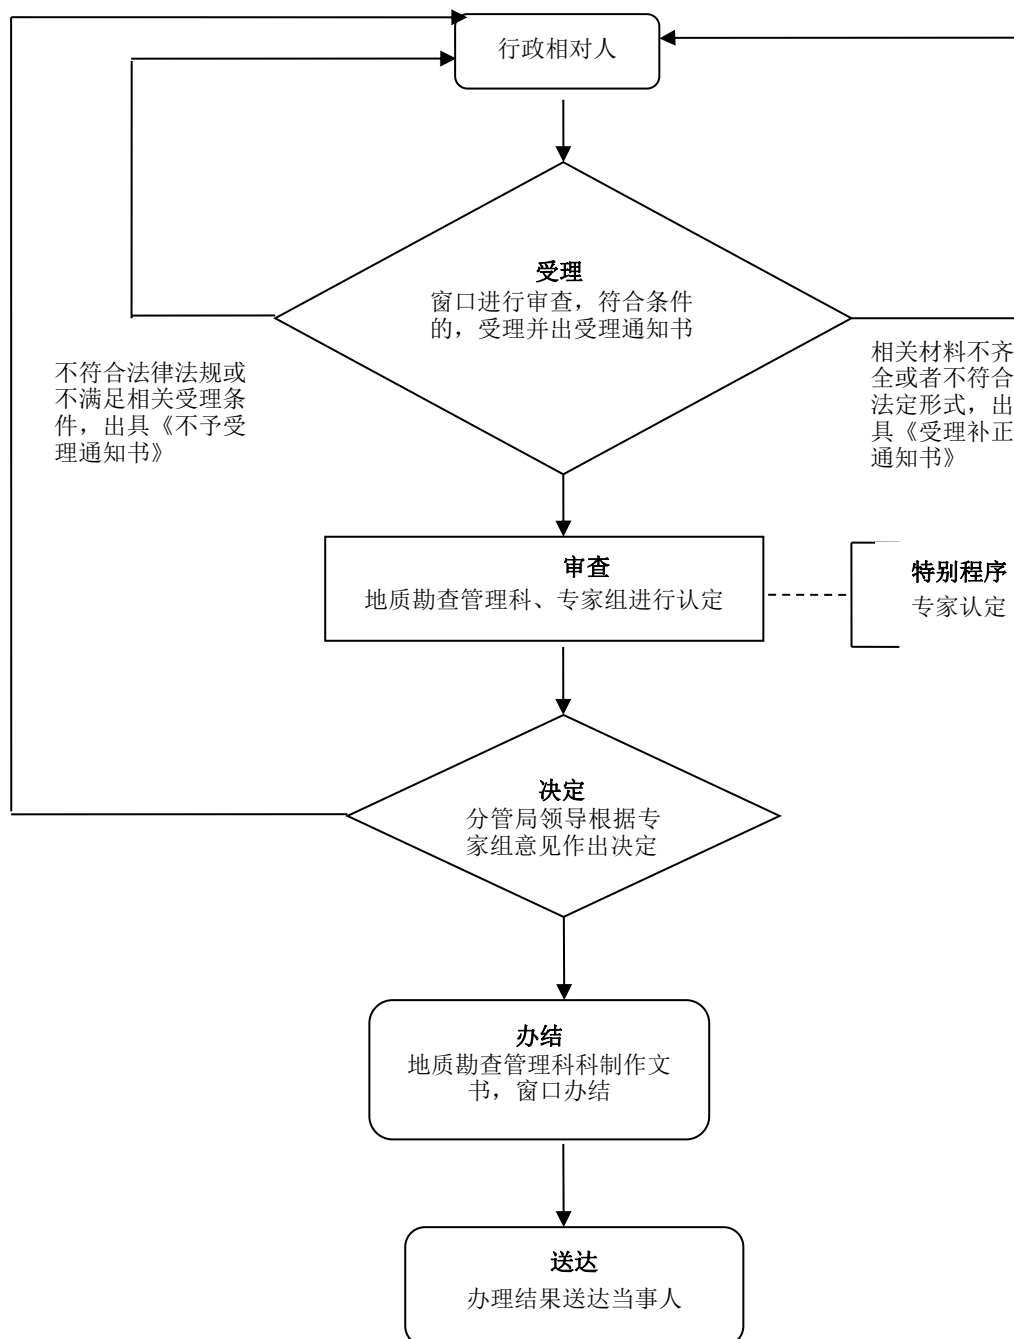 行政相对人
受理
窗口进行审查，符合条件
的，受理并出受理通知书
不符合法律法规或
不满足相关受理条
件，出具《不予受
理通知书》
相关材料不齐
全或者不符合
法定形式，出
具《受理补正
通知书》
审查
地质勘查管理科、专家组进行认定
特别程序
专家认定
决定
分管局领导根据专
家组意见作出决定
办结
地质勘查管理科科制作文
书，窗口办结
送达
办理结果送达当事人